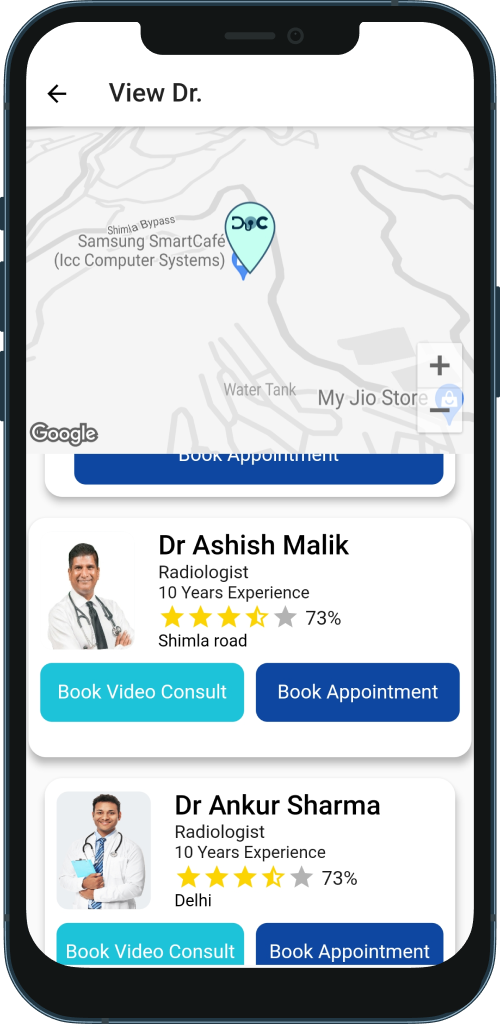 View Dr.
Shimla Bypass
DOC
Samsung SmartCafé
(Icc Computer Systems)
Water Tank
My Jio Store
+
−
Google
Book Appointment
Dr Ashish Malik
Radiologist
10 Years Experience
73%
Shimla road
Book Video Consult
Book Appointment
Dr Ankur Sharma
Radiologist
10 Years Experience
73%
Delhi
Book Video Consult
Book Appointment